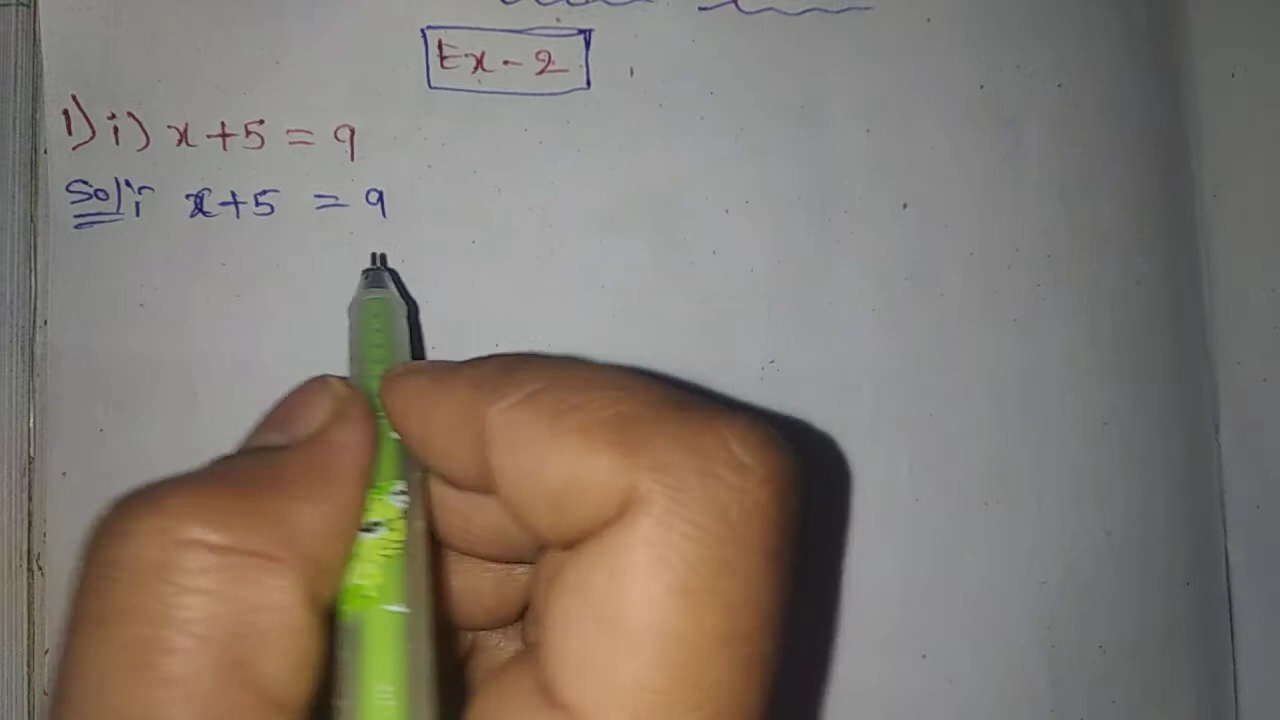 Ex-2
1) i) x+5 = 9
Sol: x+5 = 9